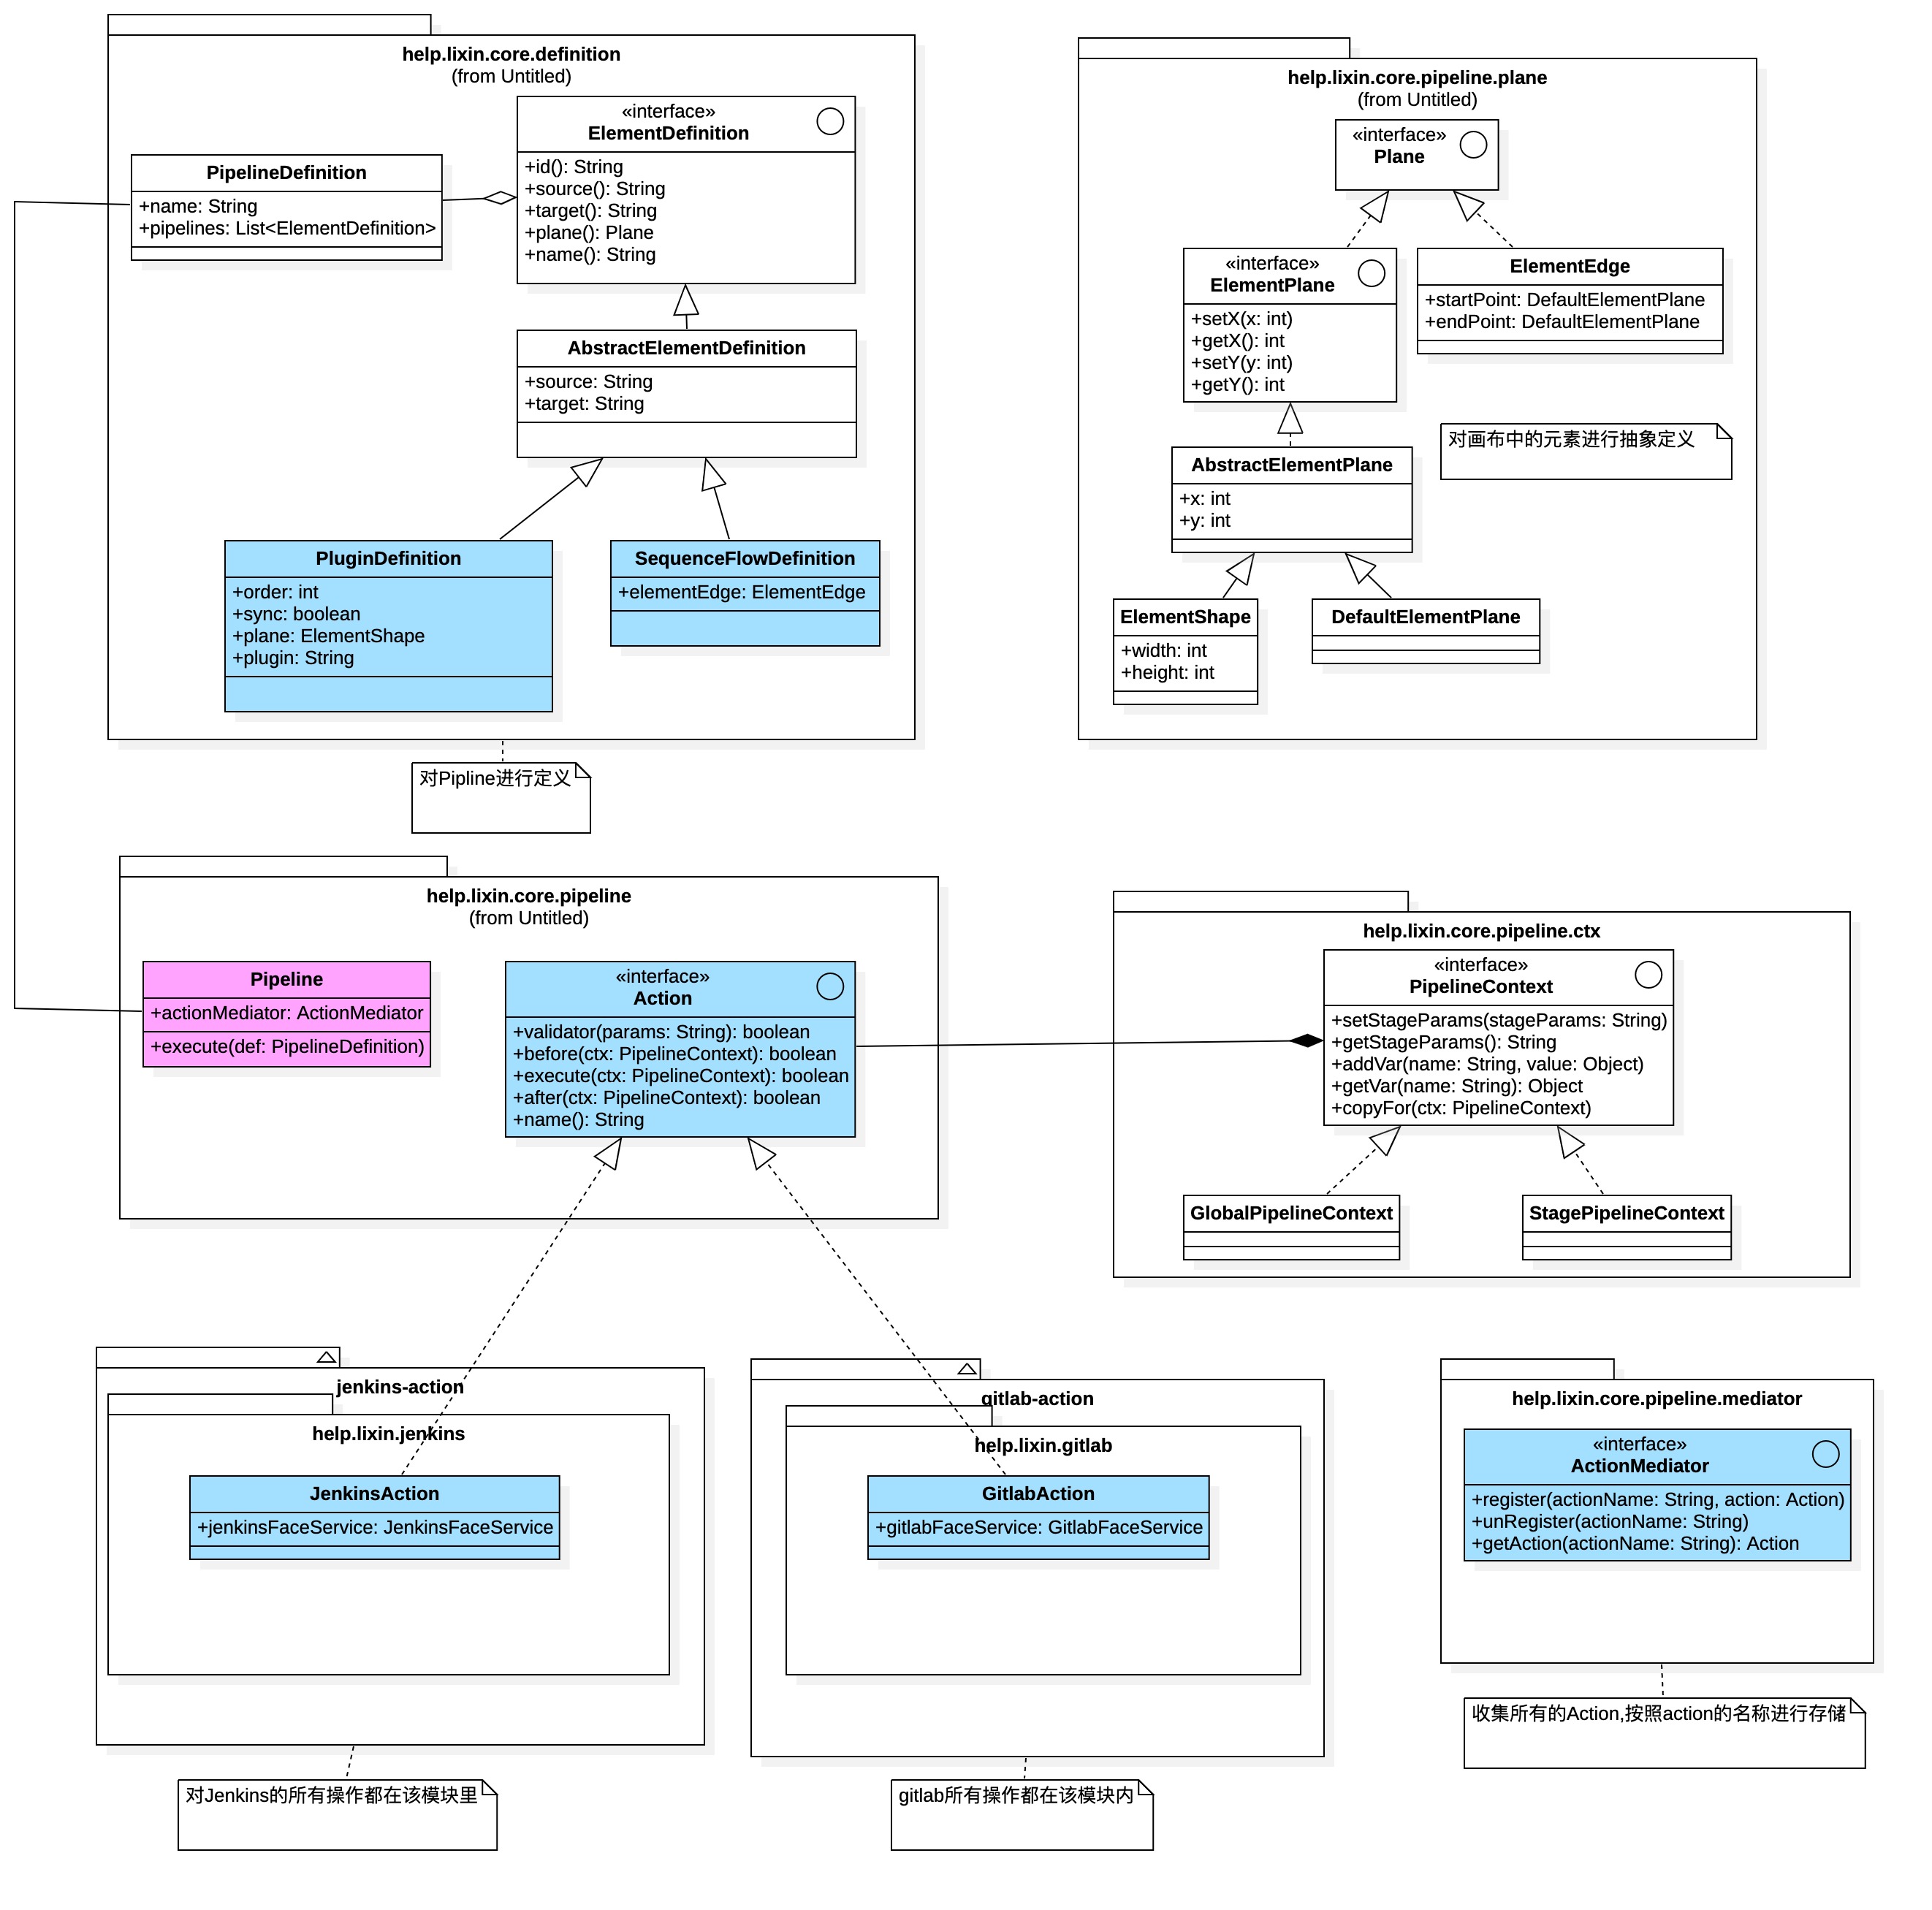 help.lixin.core.definition
(from Untitled)
«interface»
ElementDefinition
+id(): String
+source(): String
+target(): String
+plane(): Plane
+name(): String
PipelineDefinition
+name: String
+pipelines: List<ElementDefinition>
AbstractElementDefinition
+source: String
+target: String
PluginDefinition
+order: int
+sync: boolean
+plane: ElementShape
+plugin: String
SequenceFlowDefinition
+elementEdge: ElementEdge
对Pipline进行定义
help.lixin.core.pipeline.plane
(from Untitled)
«interface»
Plane
«interface»
ElementPlane
+setX(x: int)
+getX(): int
+setY(y: int)
+getY(): int
ElementEdge
+startPoint: DefaultElementPlane
+endPoint: DefaultElementPlane
对画布中的元素进行抽象定义
AbstractElementPlane
+x: int
+y: int
ElementShape
+width: int
+height: int
DefaultElementPlane
help.lixin.core.pipeline
(from Untitled)
Pipeline
+actionMediator: ActionMediator
+execute(def: PipelineDefinition)
«interface»
Action
+validator(params: String): boolean
+before(ctx: PipelineContext): boolean
+execute(ctx: PipelineContext): boolean
+after(ctx: PipelineContext): boolean
+name(): String
help.lixin.core.pipeline.ctx
«interface»
PipelineContext
+setStageParams(stageParams: String)
+getStageParams(): String
+addVar(name: String, value: Object)
+getVar(name: String): Object
+copyFor(ctx: PipelineContext)
GlobalPipelineContext
StagePipelineContext
jenkins-action
help.lixin.jenkins
JenkinsAction
+jenkinsFaceService: JenkinsFaceService
对Jenkins的所有操作都在该模块里
gitlab-action
help.lixin.gitlab
GitlabAction
+gitlabFaceService: GitlabFaceService
gitlab所有操作都在该模块内
help.lixin.core.pipeline.mediator
«interface»
ActionMediator
+register(actionName: String, action: Action)
+unRegister(actionName: String)
+getAction(actionName: String): Action
收集所有的Action,按照action的名称进行存储